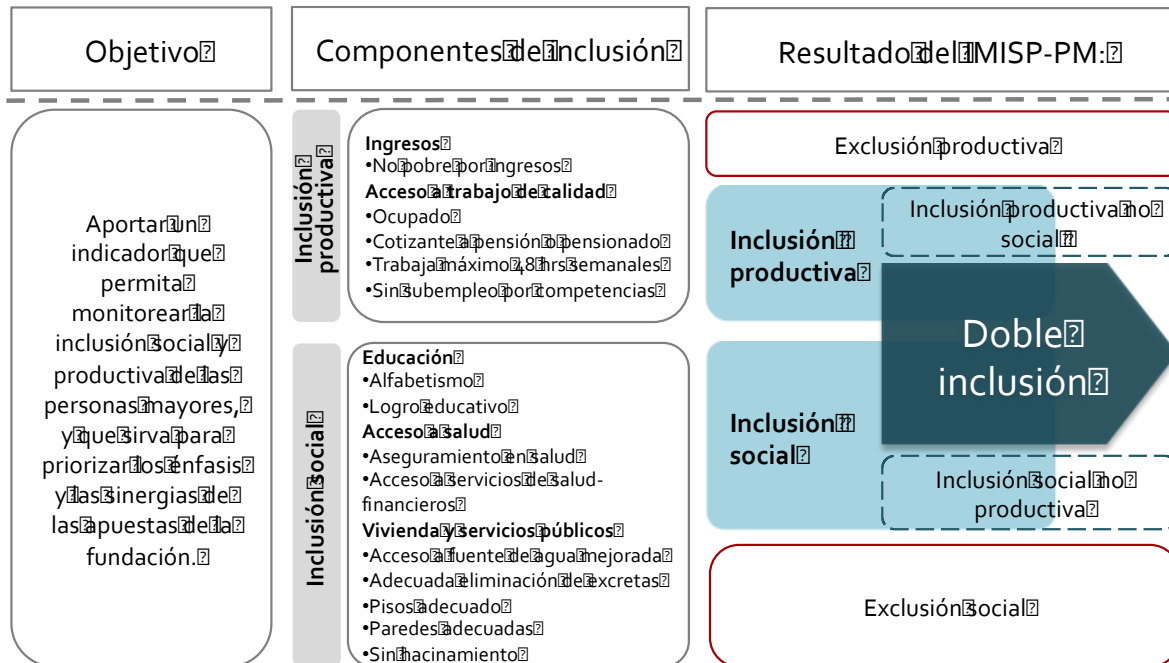 Objetivo
Componentes de inclusión
Resultado del IMISP-PM:
Aportar un
indicador que
permita
monitorear la
inclusión social y
productiva de las
personas mayores,
y que sirva para
priorizar los énfasis
y las sinergias de
las apuestas de la
fundación.
Inclusión
productiva
Ingresos
•No pobre por ingresos
Acceso a trabajo de calidad
•Ocupado
•Cotizante a pensión o pensionado
•Trabaja máximo 48 hrs semanales
•Sin subempleo por competencias
Inclusión social
Educación
•Alfabetismo
•Logro educativo
Acceso a salud
•Aseguramiento en salud
•Acceso a servicios de salud-
financieros
Vivienda y servicios públicos
•Acceso a fuente de agua mejorada
•Adecuada eliminación de excretas
•Pisos adecuado
•Paredes adecuadas
•Sin hacinamiento
Exclusión productiva
Inclusión productiva no
social
Inclusión
productiva
Doble
inclusión
Inclusión
social
Inclusión social no
productiva
Exclusión social